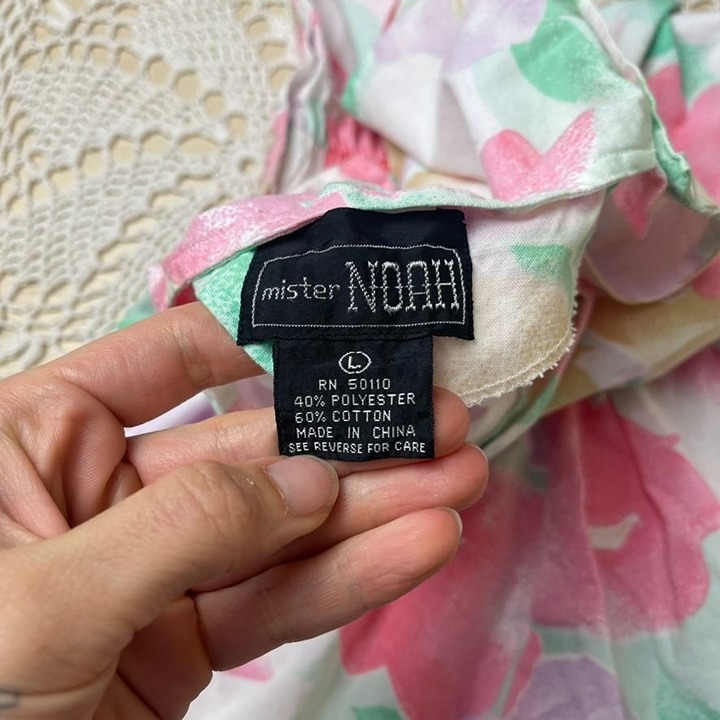 mister NOAH
L
RN 50110
40% POLYESTER
60% COTTON
MADE IN CHINA
SEE REVERSE FOR CARE